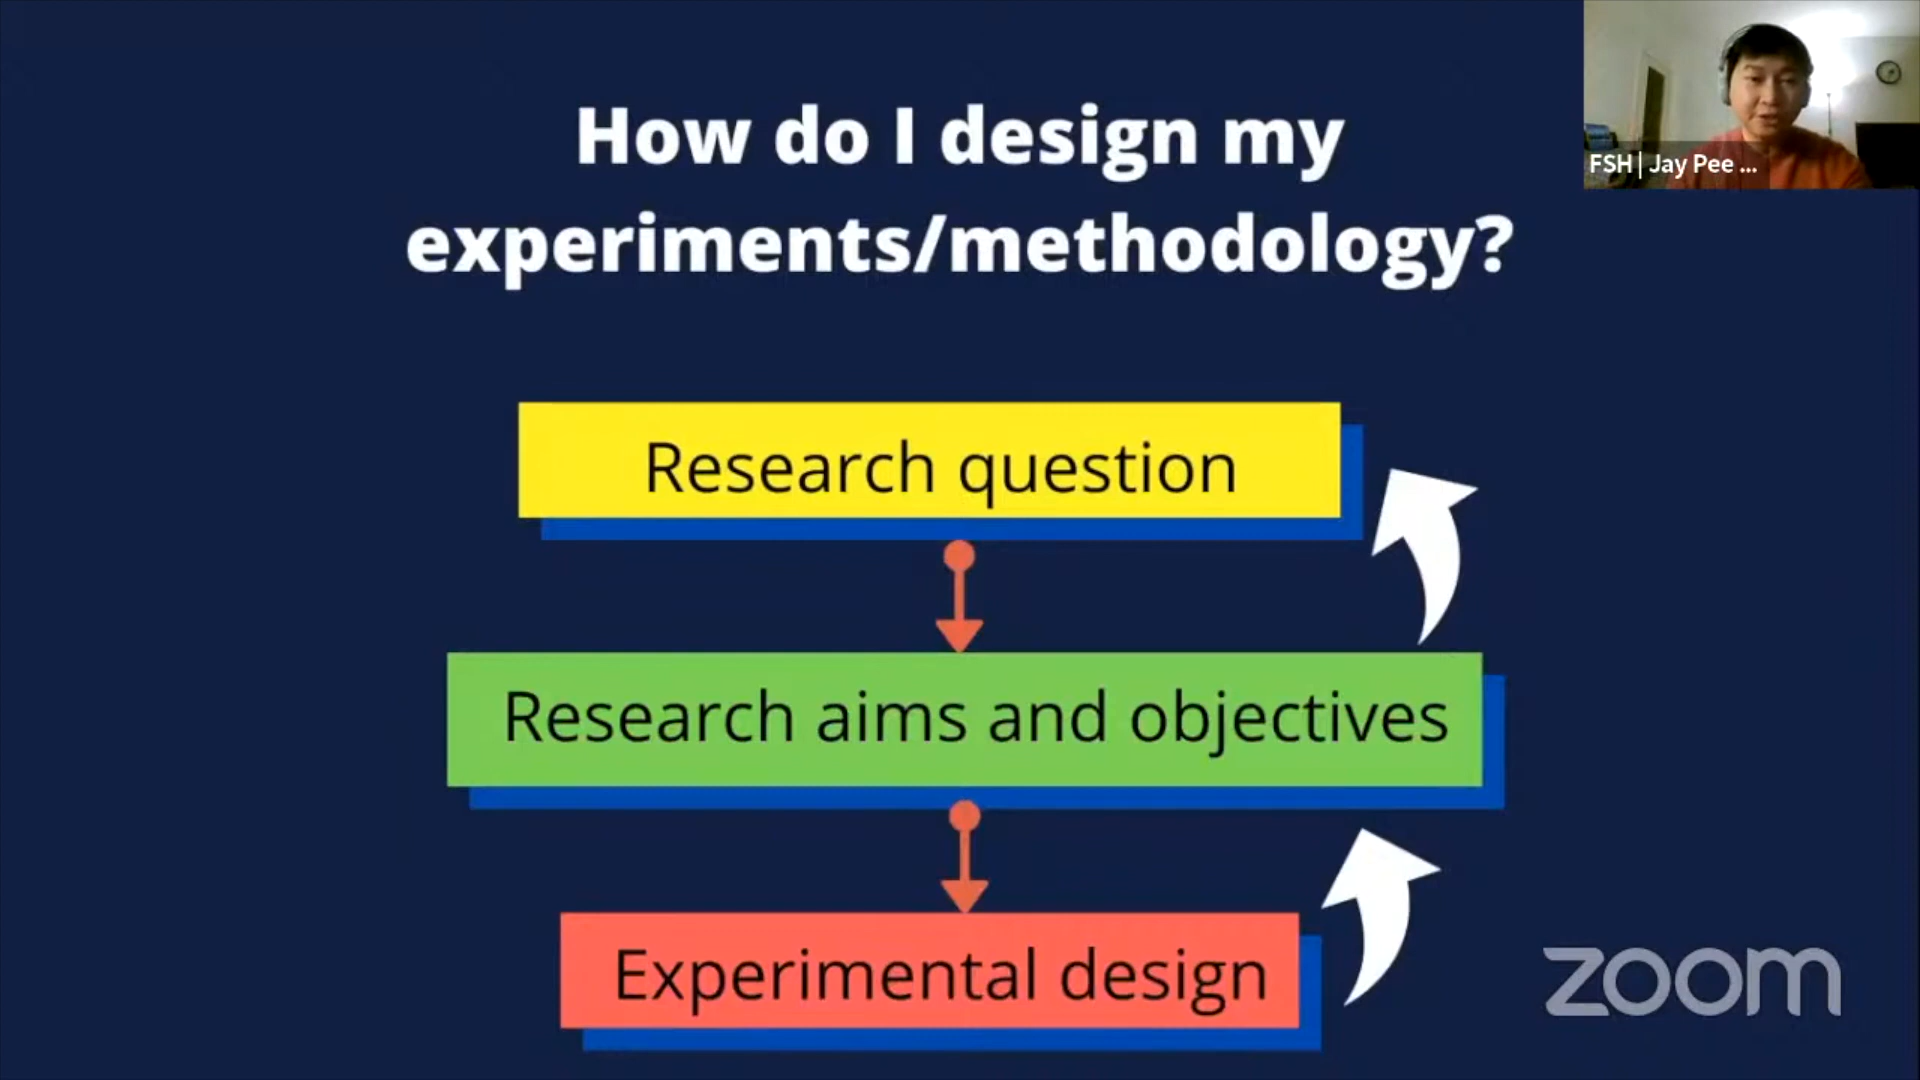 How do I design my
experiments/methodology?
FSH | Jay Pee ...
Research question
Research aims and objectives
Experimental design
zoom